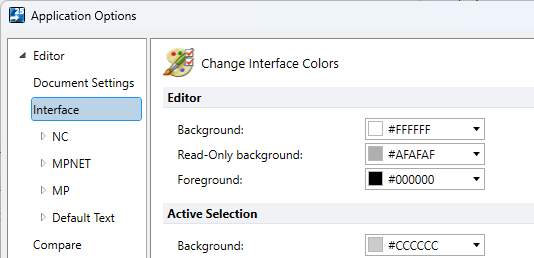 Application Options
Editor
Document Settings
Interface
NC
MPNET
MP
Default Text
Compare
Change Interface Colors
Editor
Background: #FFFFFF
Read-Only background: #AFAFAF
Foreground: #000000
Active Selection
Background: #CCCCCC